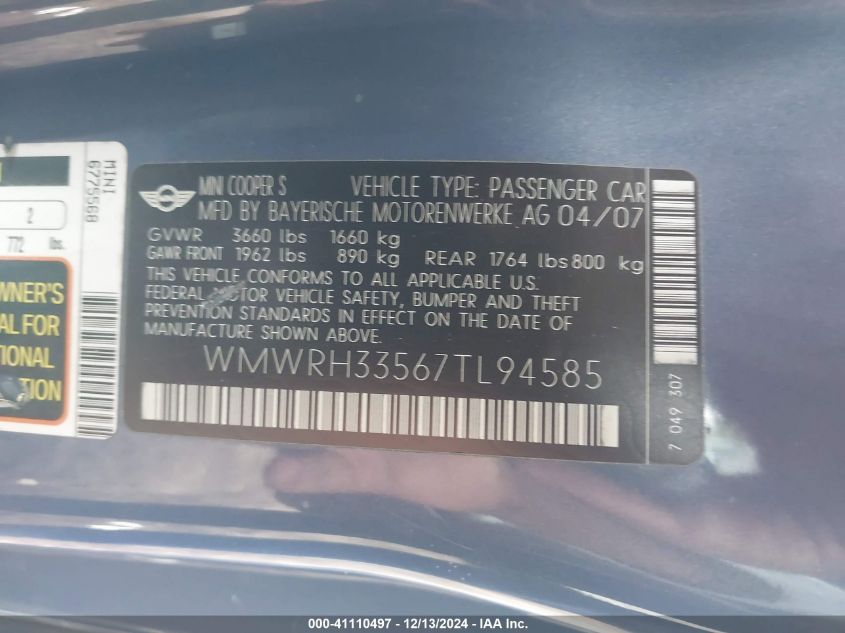 MINI
6775568
2
772 lbs.
WNER'S
AL FOR
TIONAL
TION
MINI COOPER S VEHICLE TYPE: PASSENGER CAR
MFD BY BAYERISCHE MOTORENWERKE AG 04/07
GVWR 3660 lbs 1660 kg
GAWR FRONT 1962 lbs 890 kg REAR 1764 lbs 800 kg
THIS VEHICLE CONFORMS TO ALL APPLICABLE U.S.
FEDERAL MOTOR VEHICLE SAFETY, BUMPER AND THEFT
PREVENTION STANDARDS IN EFFECT ON THE DATE OF
MANUFACTURE SHOWN ABOVE.
WMWRH33567TL94585
7 049 307
000-41110497 - 12/13/2024 - © IAA Holdings, LLC